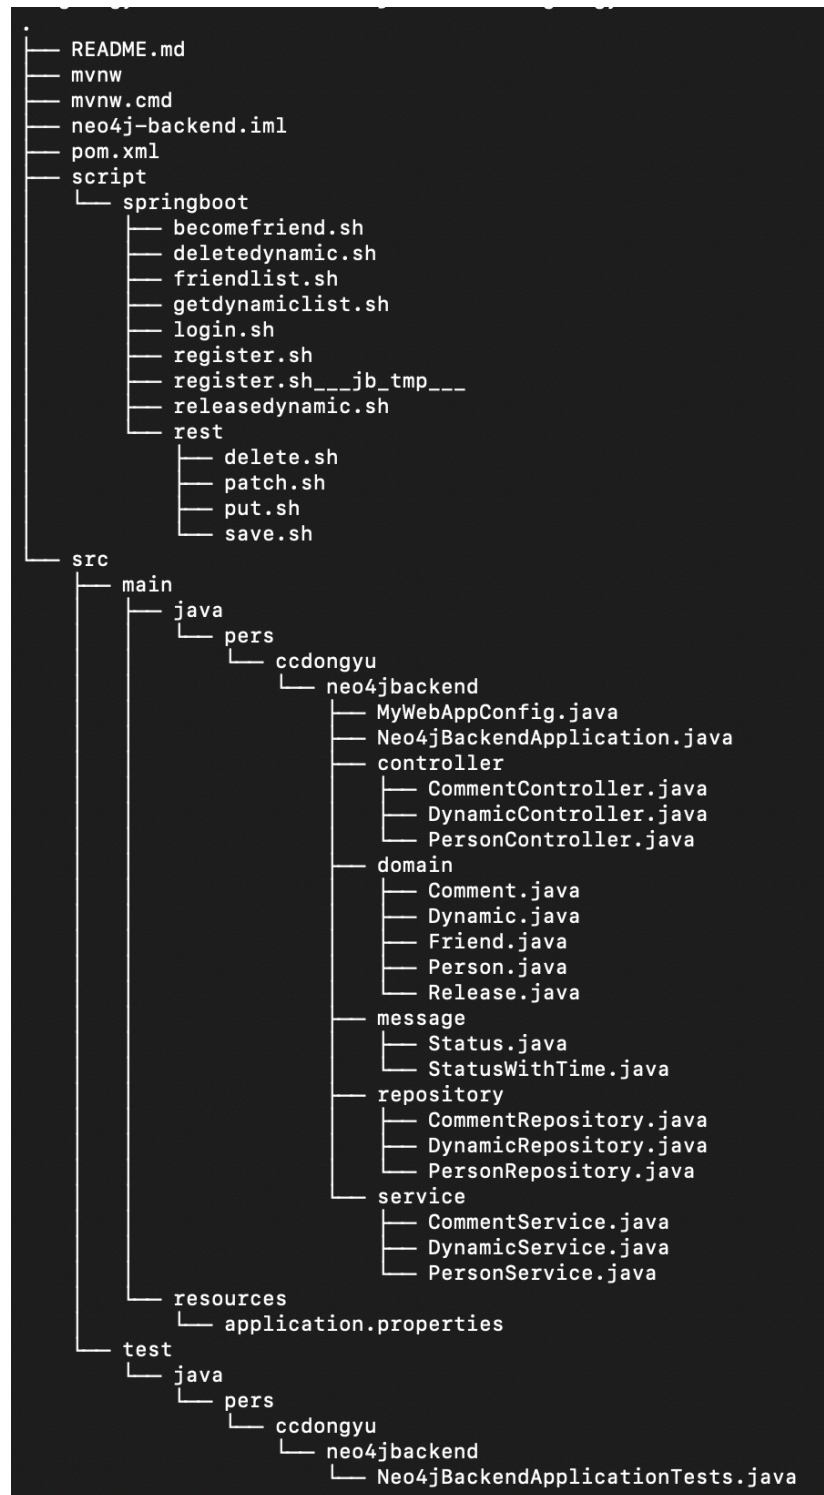 .
├── README.md
├── mvnw
├── mvnw.cmd
├── neo4j-backend.iml
├── pom.xml
├── script
│   └── springboot
│       ├── becomefriend.sh
│       ├── deletedynamic.sh
│       ├── friendlist.sh
│       ├── getdynamiclist.sh
│       ├── login.sh
│       ├── register.sh
│       ├── register.sh___jb_tmp___
│       ├── releasedynamic.sh
│       └── rest
│           ├── delete.sh
│           ├── patch.sh
│           ├── put.sh
│           └── save.sh
└── src
    ├── main
    │   ├── java
    │   │   └── pers
    │   │       └── ccdongyu
    │   │           └── neo4jbackend
    │   │               ├── MyWebAppConfig.java
    │   │               ├── Neo4jBackendApplication.java
    │   │               ├── controller
    │   │               │   ├── CommentController.java
    │   │               │   ├── DynamicController.java
    │   │               │   └── PersonController.java
    │   │               ├── domain
    │   │               │   ├── Comment.java
    │   │               │   ├── Dynamic.java
    │   │               │   ├── Friend.java
    │   │               │   ├── Person.java
    │   │               │   └── Release.java
    │   │               ├── message
    │   │               │   ├── Status.java
    │   │               │   └── StatusWithTime.java
    │   │               ├── repository
    │   │               │   ├── CommentRepository.java
    │   │               │   ├── DynamicRepository.java
    │   │               │   └── PersonRepository.java
    │   │               └── service
    │   │                   ├── CommentService.java
    │   │                   ├── DynamicService.java
    │   │                   └── PersonService.java
    │   └── resources
    │       └── application.properties
    └── test
        └── java
            └── pers
                └── ccdongyu
                    └── neo4jbackend
                        └── Neo4jBackendApplicationTests.java